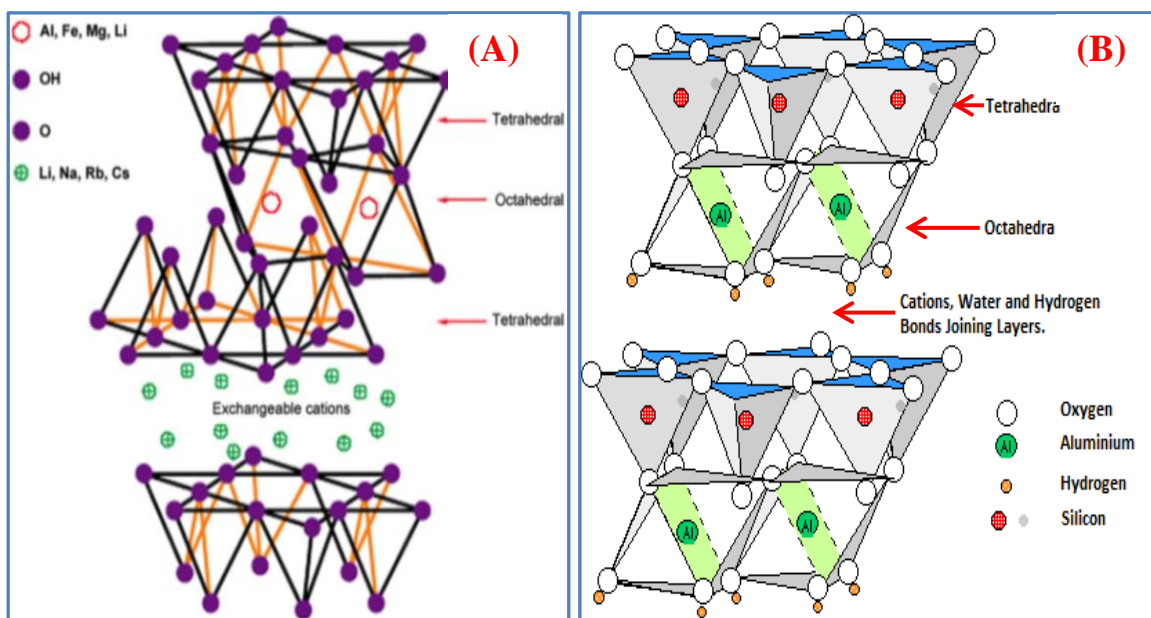 Al, Fe, Mg, Li
OH
O
Li, Na, Rb, Cs
(A)
Tetrahedral
Octahedral
Tetrahedral
Exchangeable cations
(B)
Tetrahedra
Al
Al
Octahedra
Cations, Water and Hydrogen
Bonds Joining Layers.
Al
Al
Oxygen
Al
Aluminium
Hydrogen
Silicon